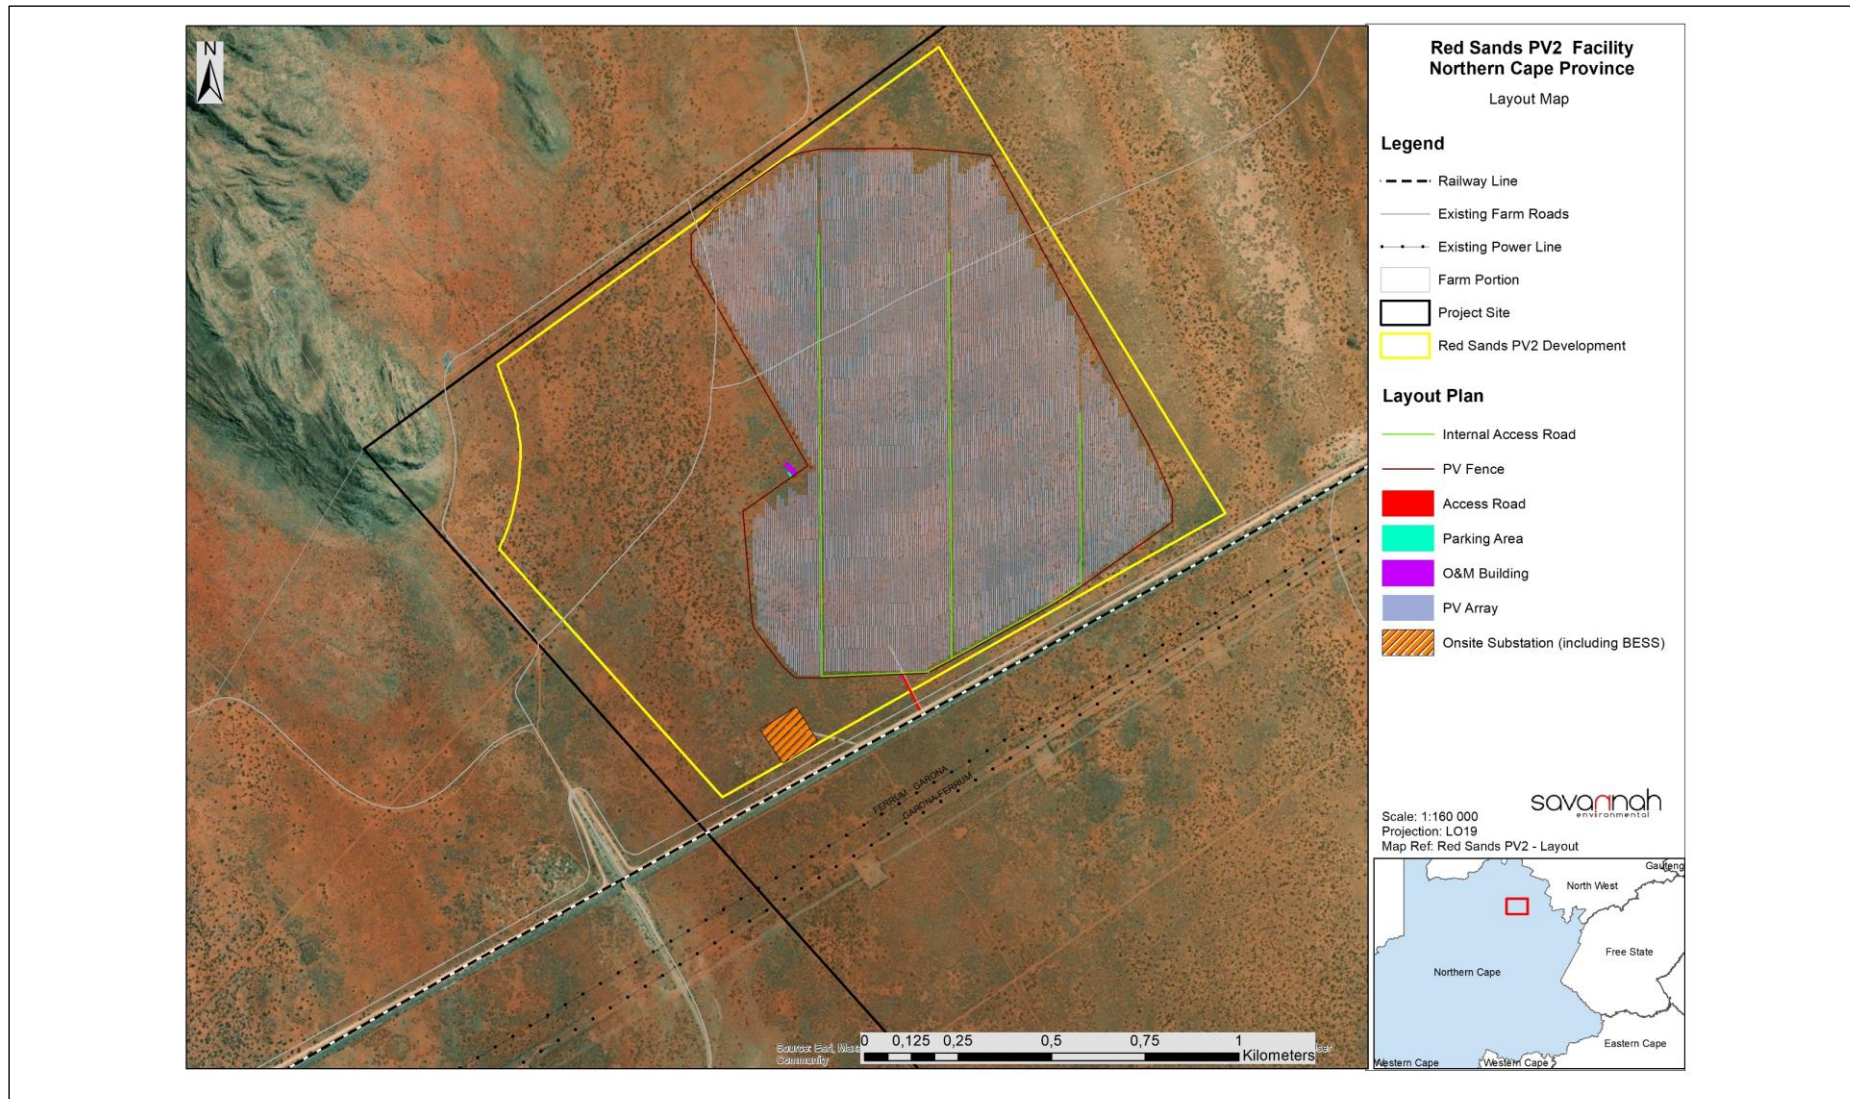 N
Red Sands PV2 Facility
Northern Cape Province
Layout Map
Legend
Railway Line
Existing Farm Roads
Existing Power Line
Farm Portion
Project Site
Red Sands PV2 Development
Layout Plan
Internal Access Road
PV Fence
Access Road
Parking Area
O&M Building
PV Array
Onsite Substation (including BESS)
savannah
environmental
Scale: 1:160 000
Projection: LO19
Map Ref: Red Sands PV2 - Layout
Gauteng
North West
Free State
Northern Cape
Eastern Cape
Western Cape
Western Cape
FERRUM - GARONA
GARONA-FERRUM
0 0,125 0,25 0,5 0,75 1
Kilometers
Source: Esri,
Community